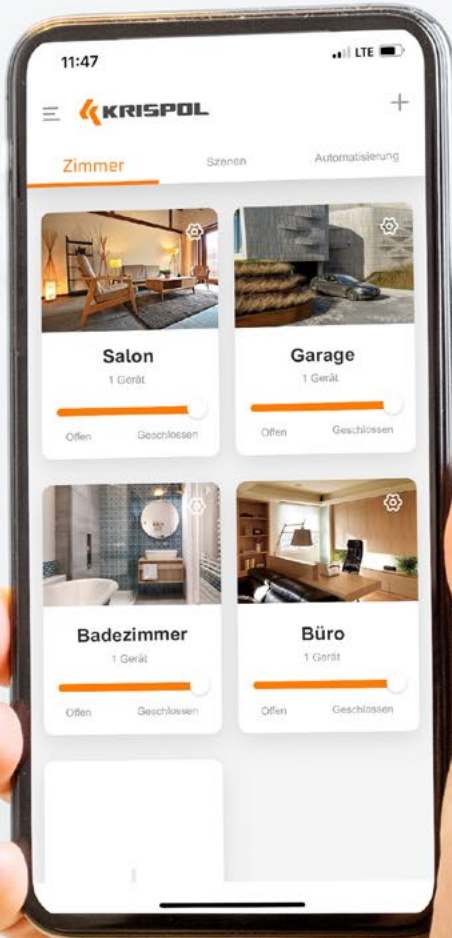 11:47
LTE
KRISPOL
Zimmer
Szenen
Automatisierung
Salon
1 Gerät
Offen
Geschlossen
Garage
1 Gerät
Offen
Geschlossen
Badezimmer
1 Gerät
Offen
Geschlossen
Büro
1 Gerät
Offen
Geschlossen